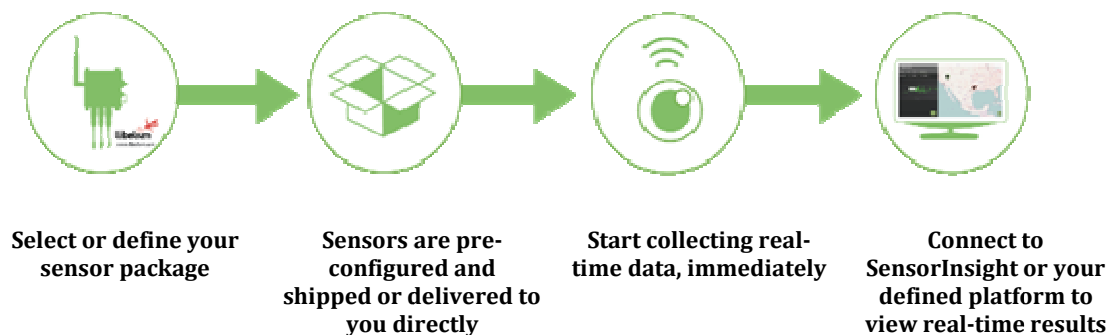 libelium
Select or define your
sensor package
Sensors are pre-
configured and
shipped or delivered to
you directly
Start collecting real-
time data, immediately
Connect to
SensorInsight or your
defined platform to
view real-time results